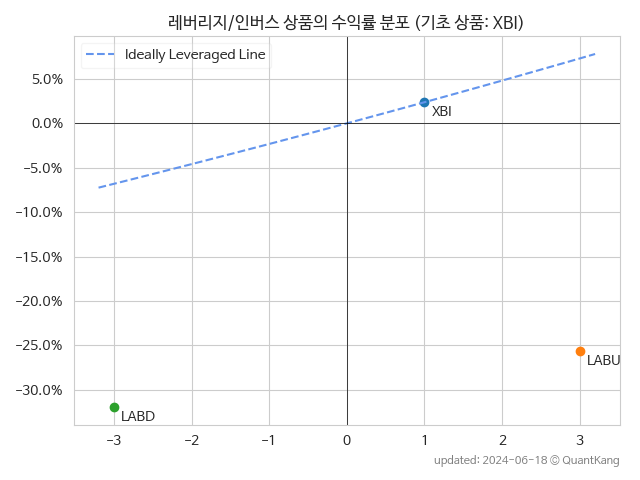 레버리지/인버스 상품의 수익률 분포 (기초 상품: XBI)
Ideally Leveraged Line
5.0%
0.0%
−5.0%
−10.0%
−15.0%
−20.0%
−25.0%
−30.0%
XBI
LABU
LABD
−3 −2 −1 0 1 2 3
updated: 2024-06-18 © QuantKang